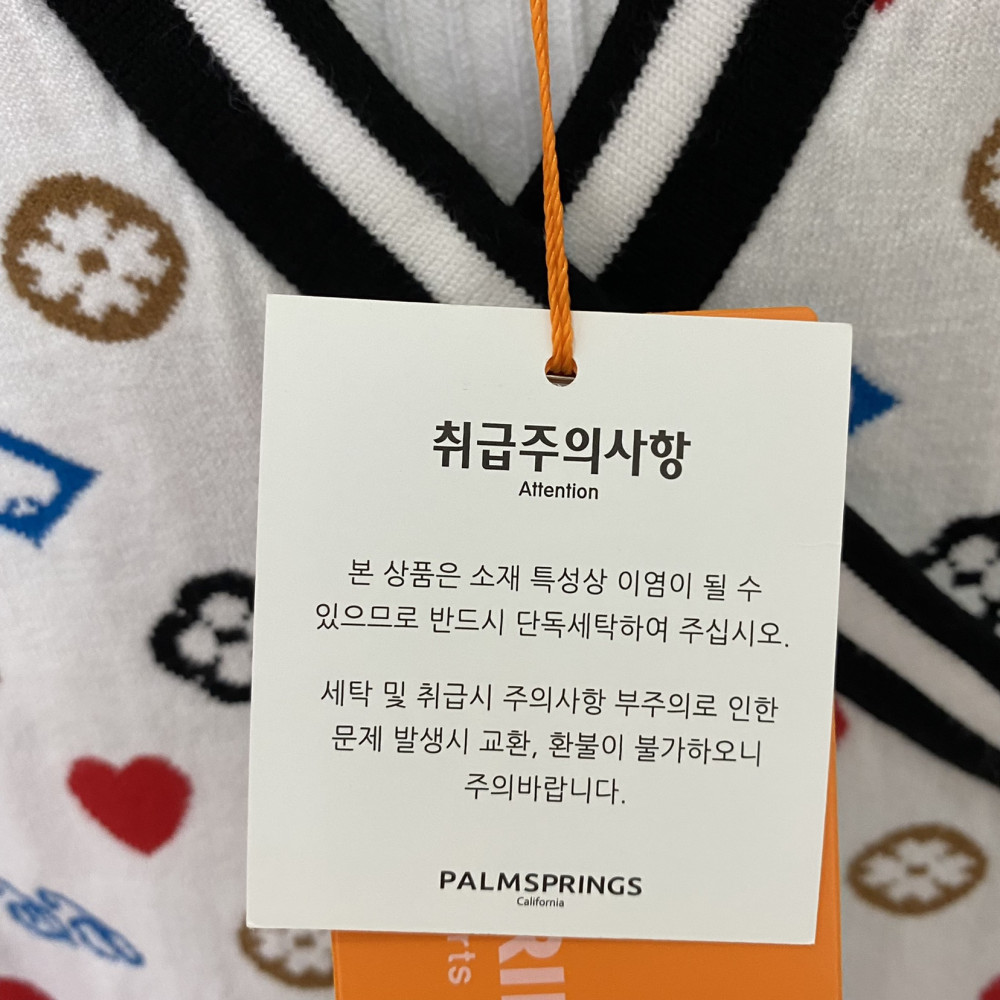 취급주의사항
Attention
본 상품은 소재 특성상 이염이 될 수
있으므로 반드시 단독세탁하여 주십시오.
세탁 및 취급시 주의사항 부주의로 인한
문제 발생시 교환, 환불이 불가하오니
주의바랍니다.
PALMSPRINGS
California